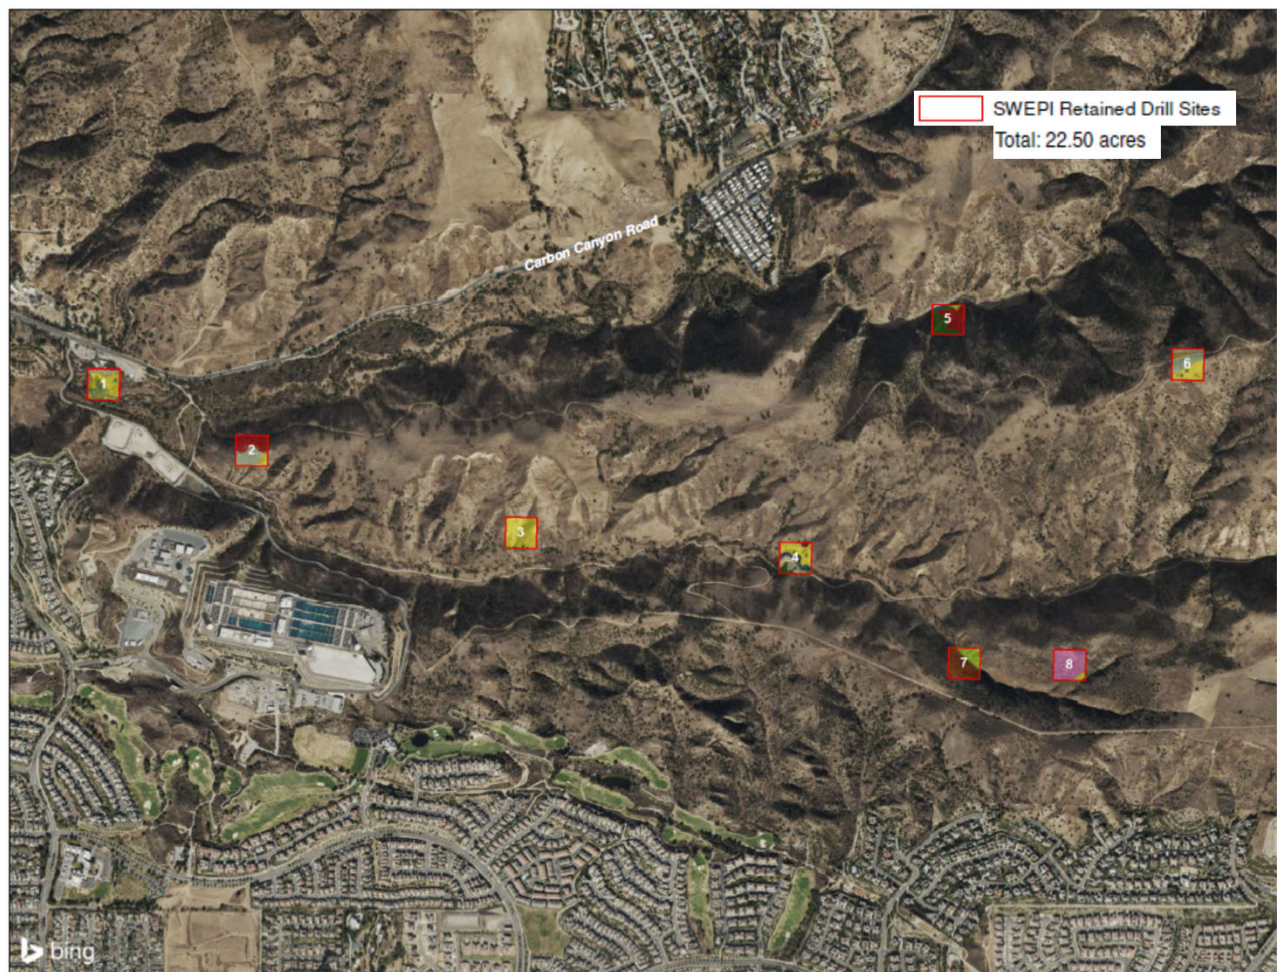 SWEPI Retained Drill Sites
Total: 22.50 acres
Carbon Canyon Road
5
6
1
2
3
4
7
8
bing